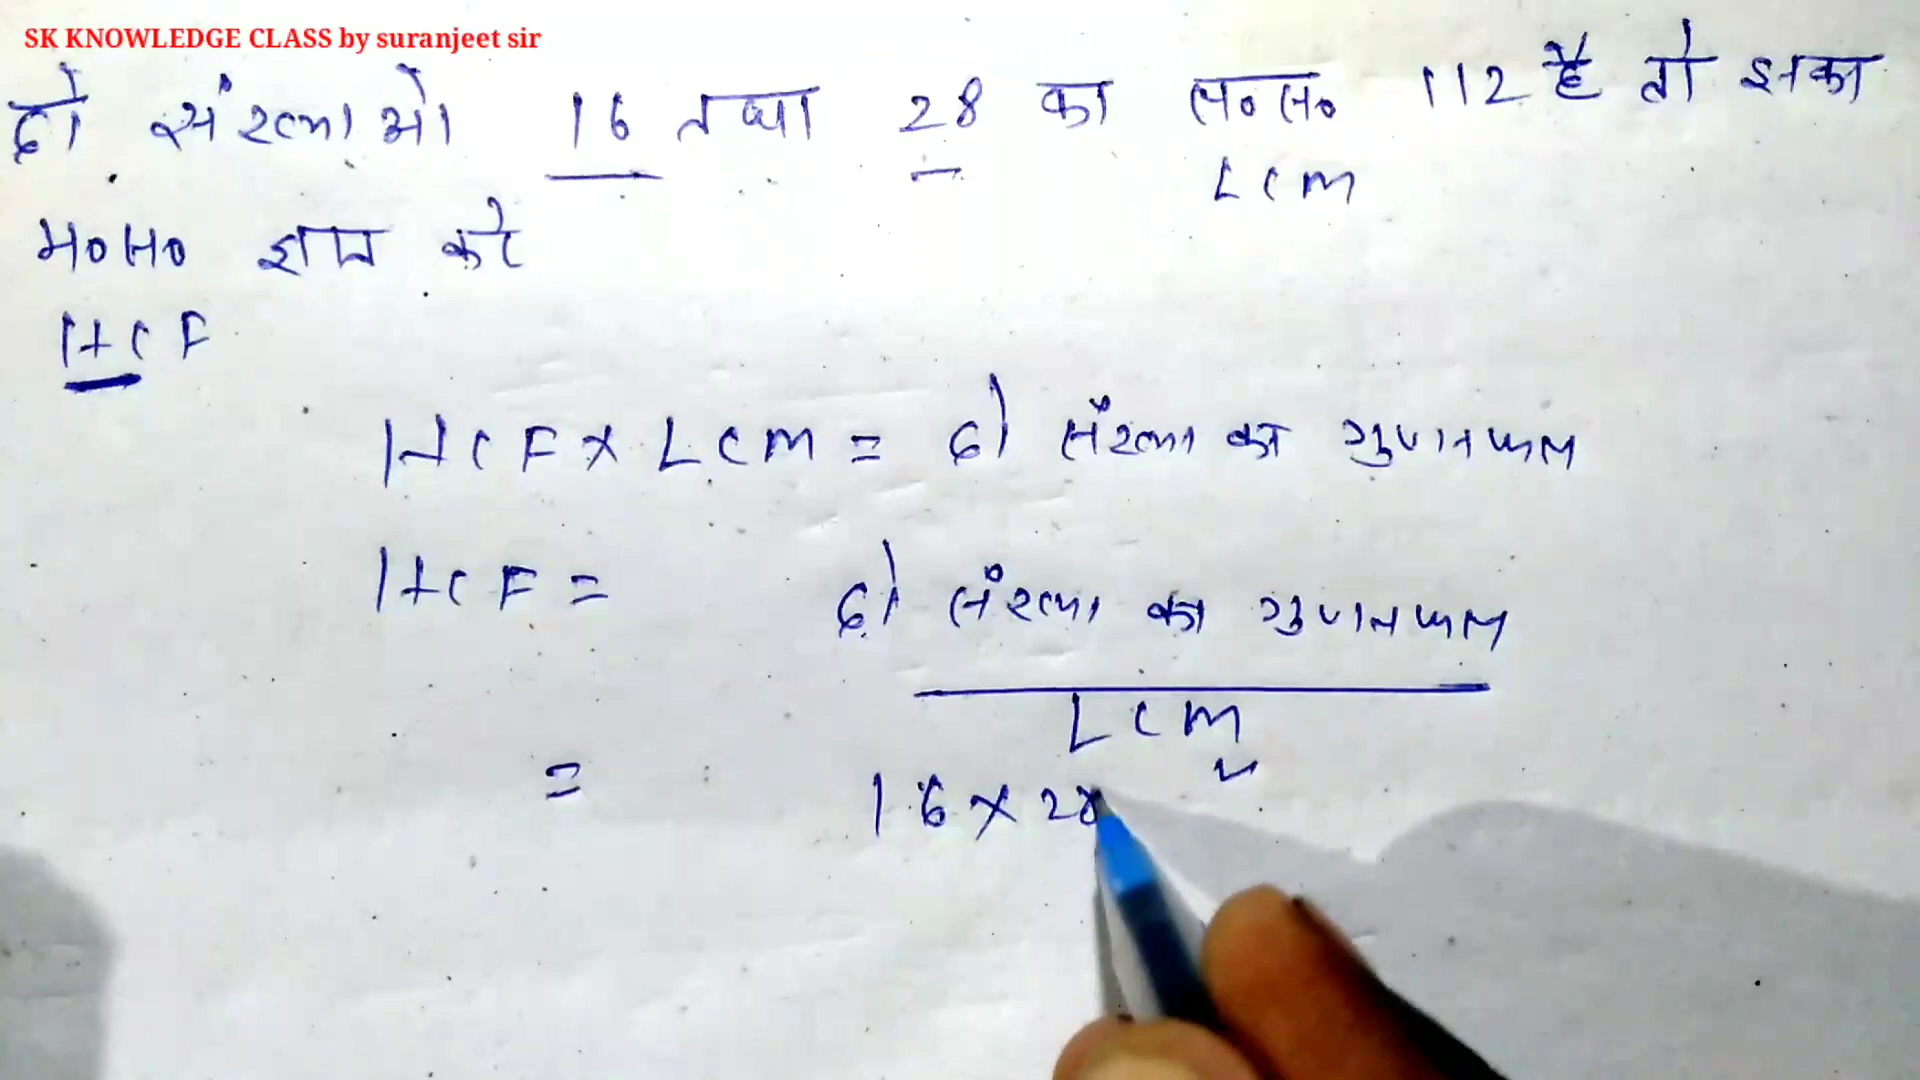 SK KNOWLEDGE CLASS by suranjeet sir
दो संख्याओ 16 तथा 28 का ल०स० 112 है तो इनका
LCM
म०स० ज्ञात करे
HCF
HCF × LCM = दो संख्या का गुणनफल
HCF = दो संख्या का गुणनफल
LCM
= 16 × 28